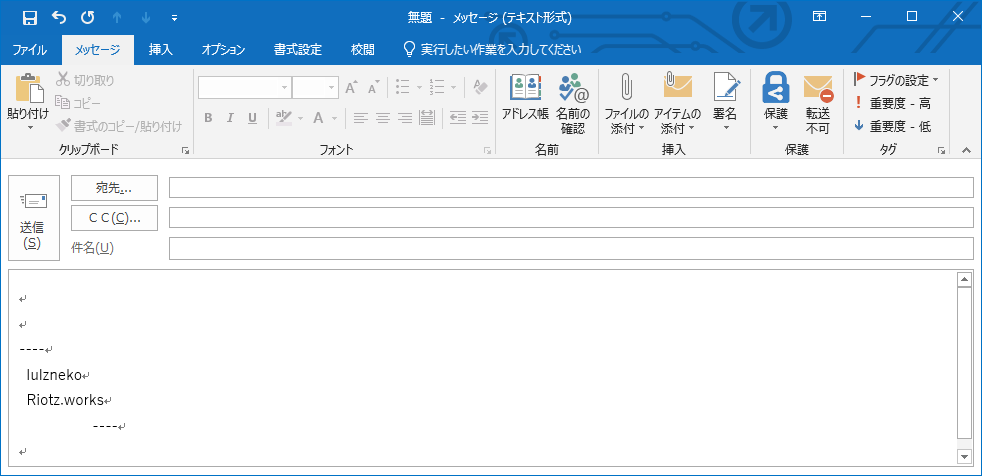 無題 - メッセージ (テキスト形式)
ファイル メッセージ 挿入 オプション 書式設定 校閲 実行したい作業を入力してください
貼り付け
切り取り
コピー
書式のコピー/貼り付け
クリップボード
B I U ab A
フォント
アドレス帳
名前の
確認
名前
ファイルの
添付
アイテムの
添付
署名
挿入
保護
転送
不可
保護
フラグの設定
重要度 - 高
重要度 - 低
タグ
送信
(S)
宛先...
ＣＣ(C)...
件名(U)
----
lulzneko
Riotz.works
----